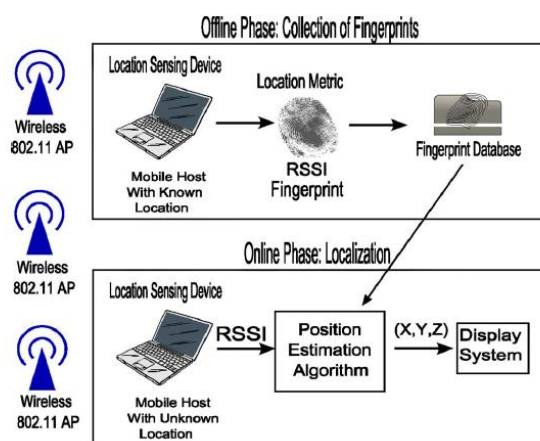 Offline Phase: Collection of Fingerprints
Location Sensing Device
Location Metric
RSSI
Fingerprint
Fingerprint Database
Mobile Host
With Known
Location
Wireless
802.11 AP
Wireless
802.11 AP
Wireless
802.11 AP
Online Phase: Localization
Location Sensing Device
RSSI
Position
Estimation
Algorithm
(X,Y,Z)
Display
System
Mobile Host
With Unknown
Location